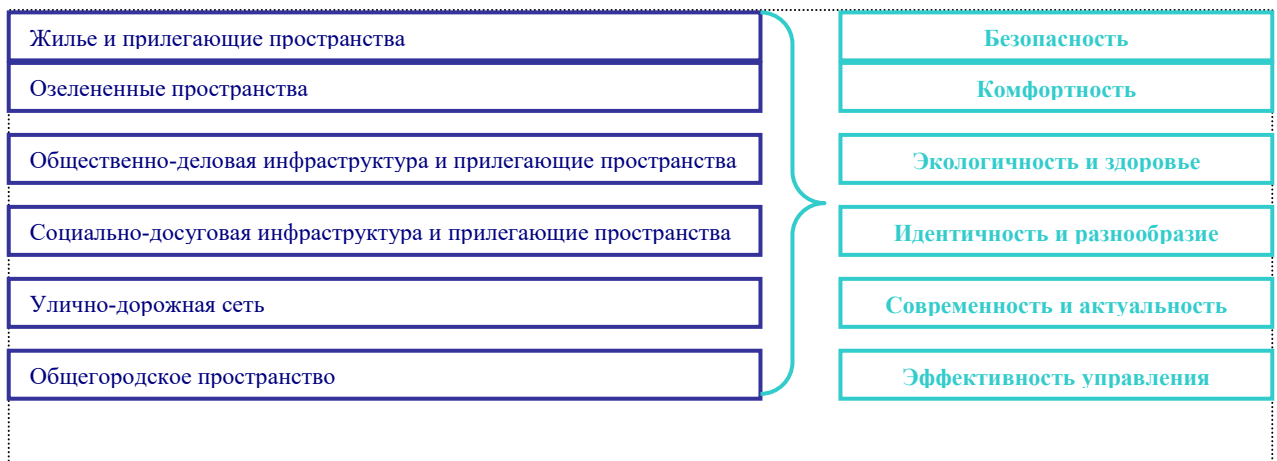 Жилье и прилегающие пространства
Безопасность
Озелененные пространства
Комфортность
Общественно-деловая инфраструктура и прилегающие пространства
Экологичность и здоровье
Социально-досуговая инфраструктура и прилегающие пространства
Идентичность и разнообразие
Улично-дорожная сеть
Современность и актуальность
Общегородское пространство
Эффективность управления